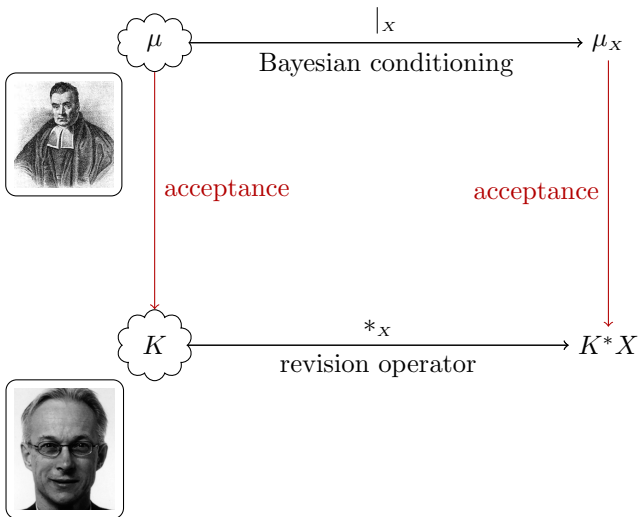 |X
μ
μX
Bayesian conditioning
acceptance
acceptance
*X
K
K*X
revision operator